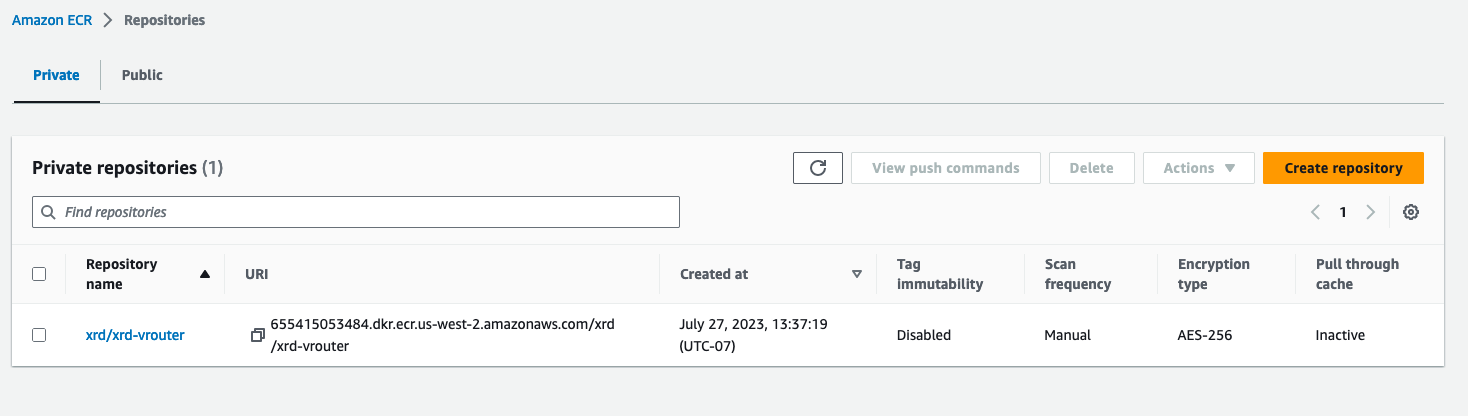 Amazon ECR > Repositories
Private Public
Private repositories (1)
View push commands Delete Actions Create repository
Find repositories
1
Repository name URI Created at Tag immutability Scan frequency Encryption type Pull through cache
xrd/xrd-vrouter 655415053484.dkr.ecr.us-west-2.amazonaws.com/xrd July 27, 2023, 13:37:19 Disabled Manual AES-256 Inactive
/xrd-vrouter (UTC-07)